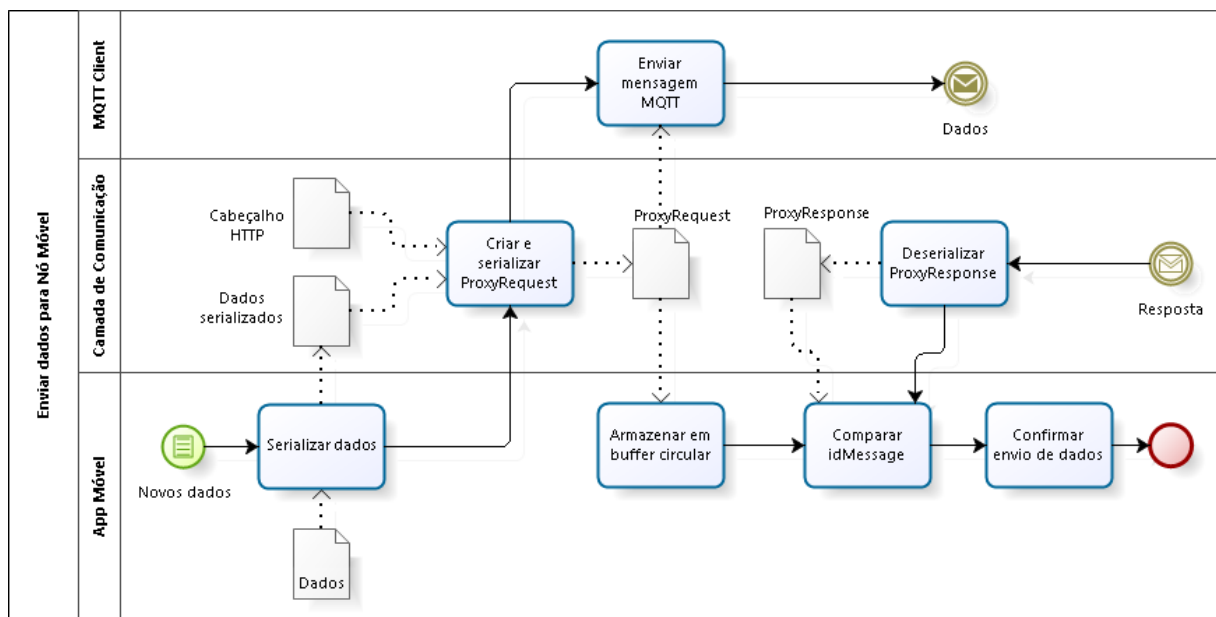 Enviar dados para Nó Móvel
MQTT Client
Enviar
mensagem
MQTT
Dados
Camada de Comunicação
Cabeçalho
HTTP
Dados
serializados
Criar e
serializar
ProxyRequest
ProxyRequest
ProxyResponse
Deserializar
ProxyResponse
Resposta
App Móvel
Novos dados
Serializar dados
Dados
Armazenar em
buffer circular
Comparar
idMessage
Confirmar
envio de dados